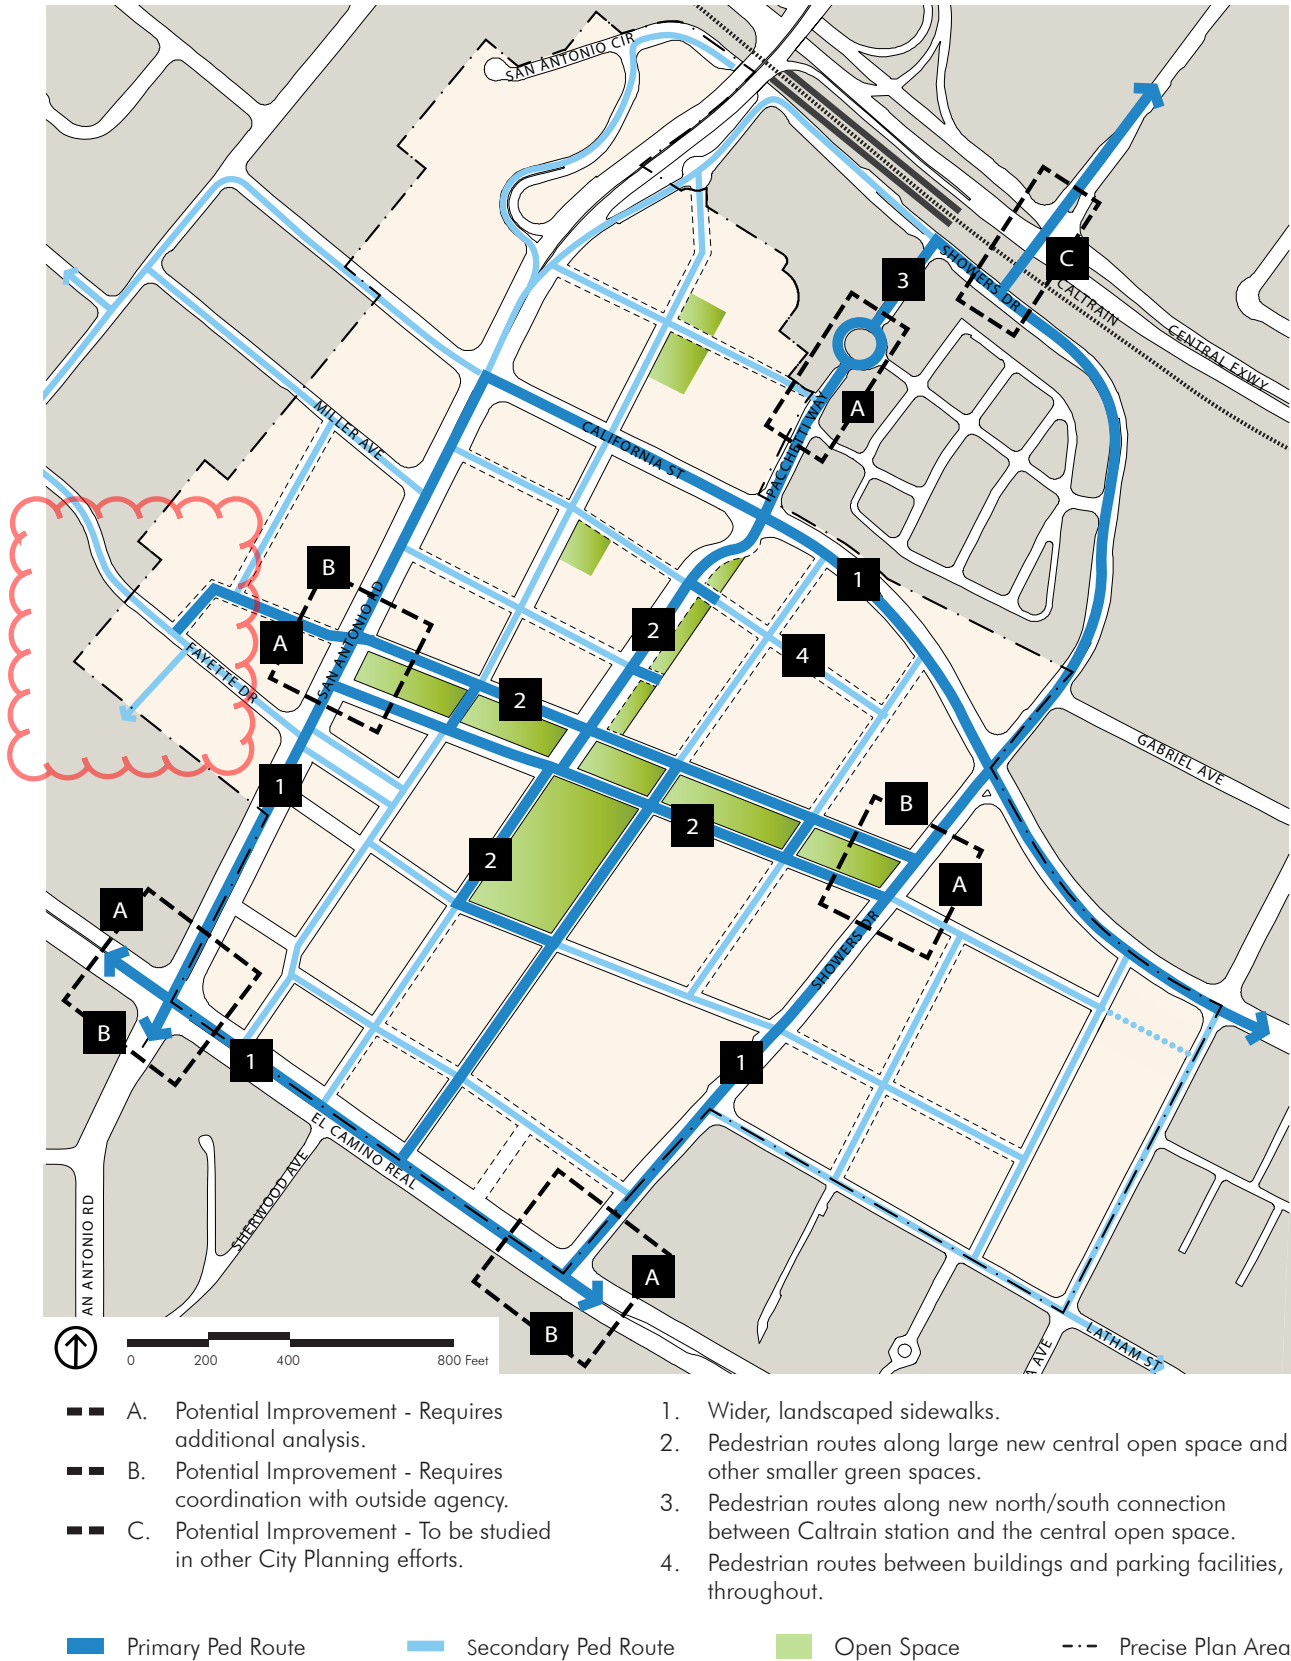 SAN ANTONIO CIR
3
C
SHOWERS DR
CALTRAIN
CENTRAL EXWY
A
MILLER AVE
CALIFORNIA ST
PACCHETTI WAY
B
1
SAN ANTONIO RD
2
A
4
FAYETTE DR
2
GABRIEL AVE
1
B
2
2
A
A
SHOWERS DR
B
1
1
EL CAMINO REAL
SHERWOOD AVE
AN ANTONIO RD
A
B
LATHAM ST
A AVE
0 200 400 800 Feet
A. Potential Improvement - Requires
additional analysis.
B. Potential Improvement - Requires
coordination with outside agency.
C. Potential Improvement - To be studied
in other City Planning efforts.
1. Wider, landscaped sidewalks.
2. Pedestrian routes along large new central open space and
other smaller green spaces.
3. Pedestrian routes along new north/south connection
between Caltrain station and the central open space.
4. Pedestrian routes between buildings and parking facilities,
throughout.
Primary Ped Route
Secondary Ped Route
Open Space
Precise Plan Area